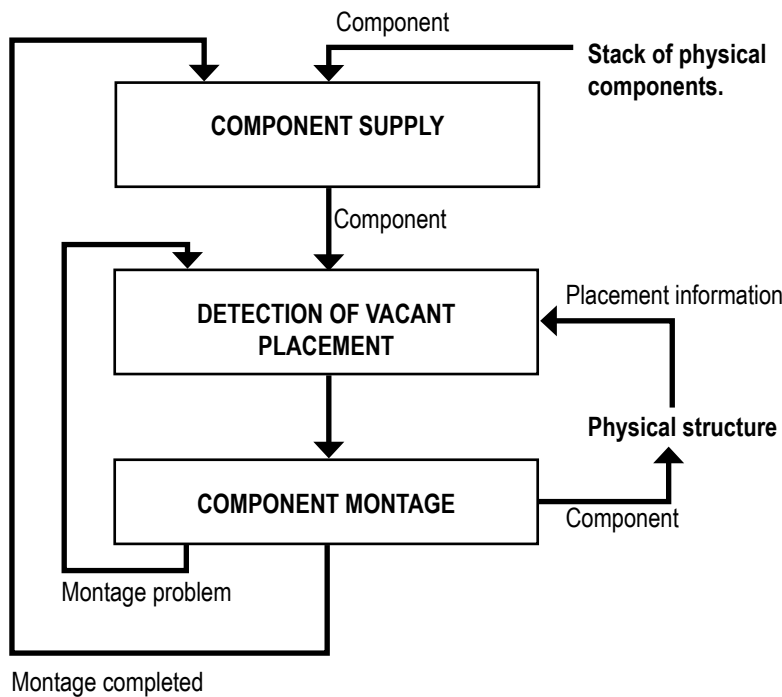 Component
Stack of physical
components.
COMPONENT SUPPLY
Component
DETECTION OF VACANT
PLACEMENT
Placement information
Physical structure
COMPONENT MONTAGE
Component
Montage problem
Montage completed